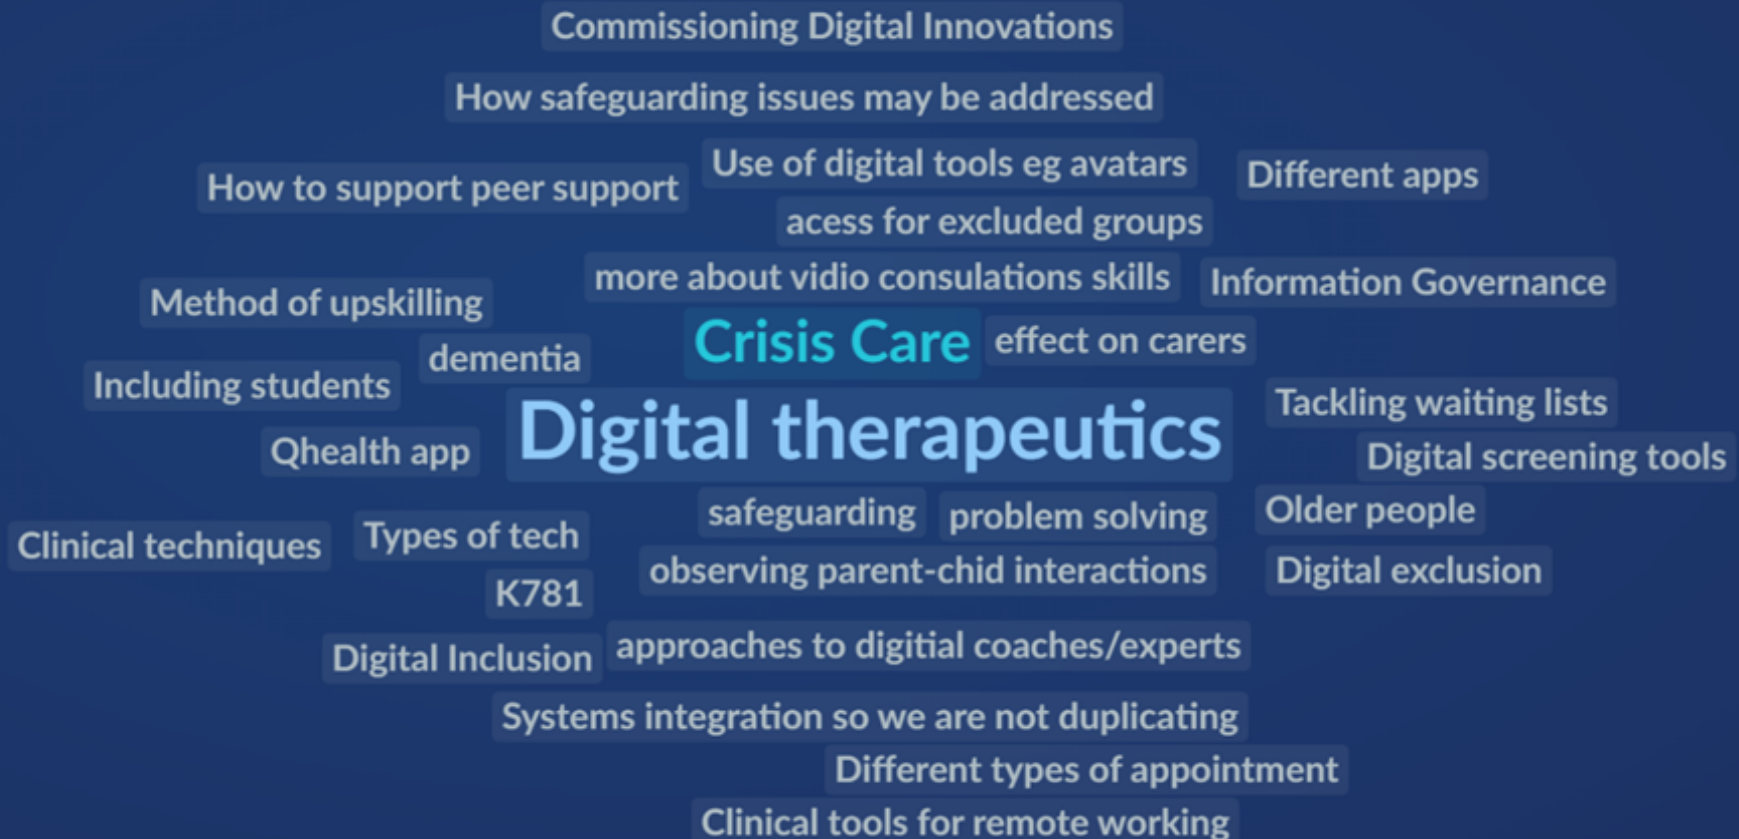 Commissioning Digital Innovations
How safeguarding issues may be addressed
Use of digital tools eg avatars
Different apps
How to support peer support
acess for excluded groups
more about vidio consulations skills
Information Governance
Method of upskilling
Crisis Care
effect on carers
dementia
Including students
Tackling waiting lists
Digital therapeutics
Qhealth app
Digital screening tools
safeguarding
problem solving
Older people
Clinical techniques
Types of tech
observing parent-chid interactions
Digital exclusion
K781
Digital Inclusion
approaches to digitial coaches/experts
Systems integration so we are not duplicating
Different types of appointment
Clinical tools for remote working